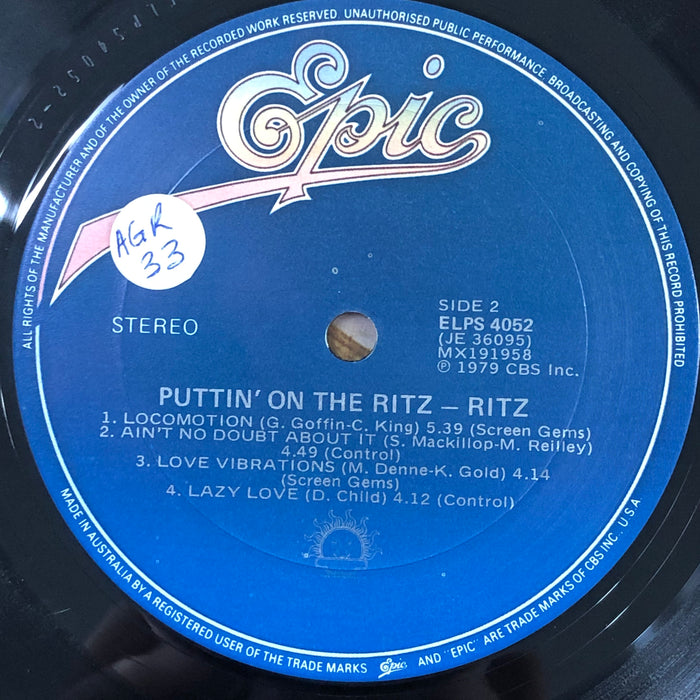 ALL RIGHTS OF THE MANUFACTURER AND OF THE OWNER OF THE RECORDED WORK RESERVED. UNAUTHORISED PUBLIC PERFORMANCE, BROADCASTING AND COPYING OF THIS RECORD PROHIBITED
ELPS4052-2
Epic
AGR
33
STEREO
SIDE 2
ELPS 4052
(JE 36095)
MX191958
℗ 1979 CBS Inc.
PUTTIN' ON THE RITZ – RITZ
1. LOCOMOTION (G. Goffin-C. King) 5.39 (Screen Gems)
2. AIN'T NO DOUBT ABOUT IT (S. Mackillop-M. Reilley)
4.49 (Control)
3. LOVE VIBRATIONS (M. Denne-K. Gold) 4.14
(Screen Gems)
4. LAZY LOVE (D. Child) 4.12 (Control)
MADE IN AUSTRALIA BY A REGISTERED USER OF THE TRADE MARKS Epic AND "EPIC" ARE TRADE MARKS OF CBS INC. U S A